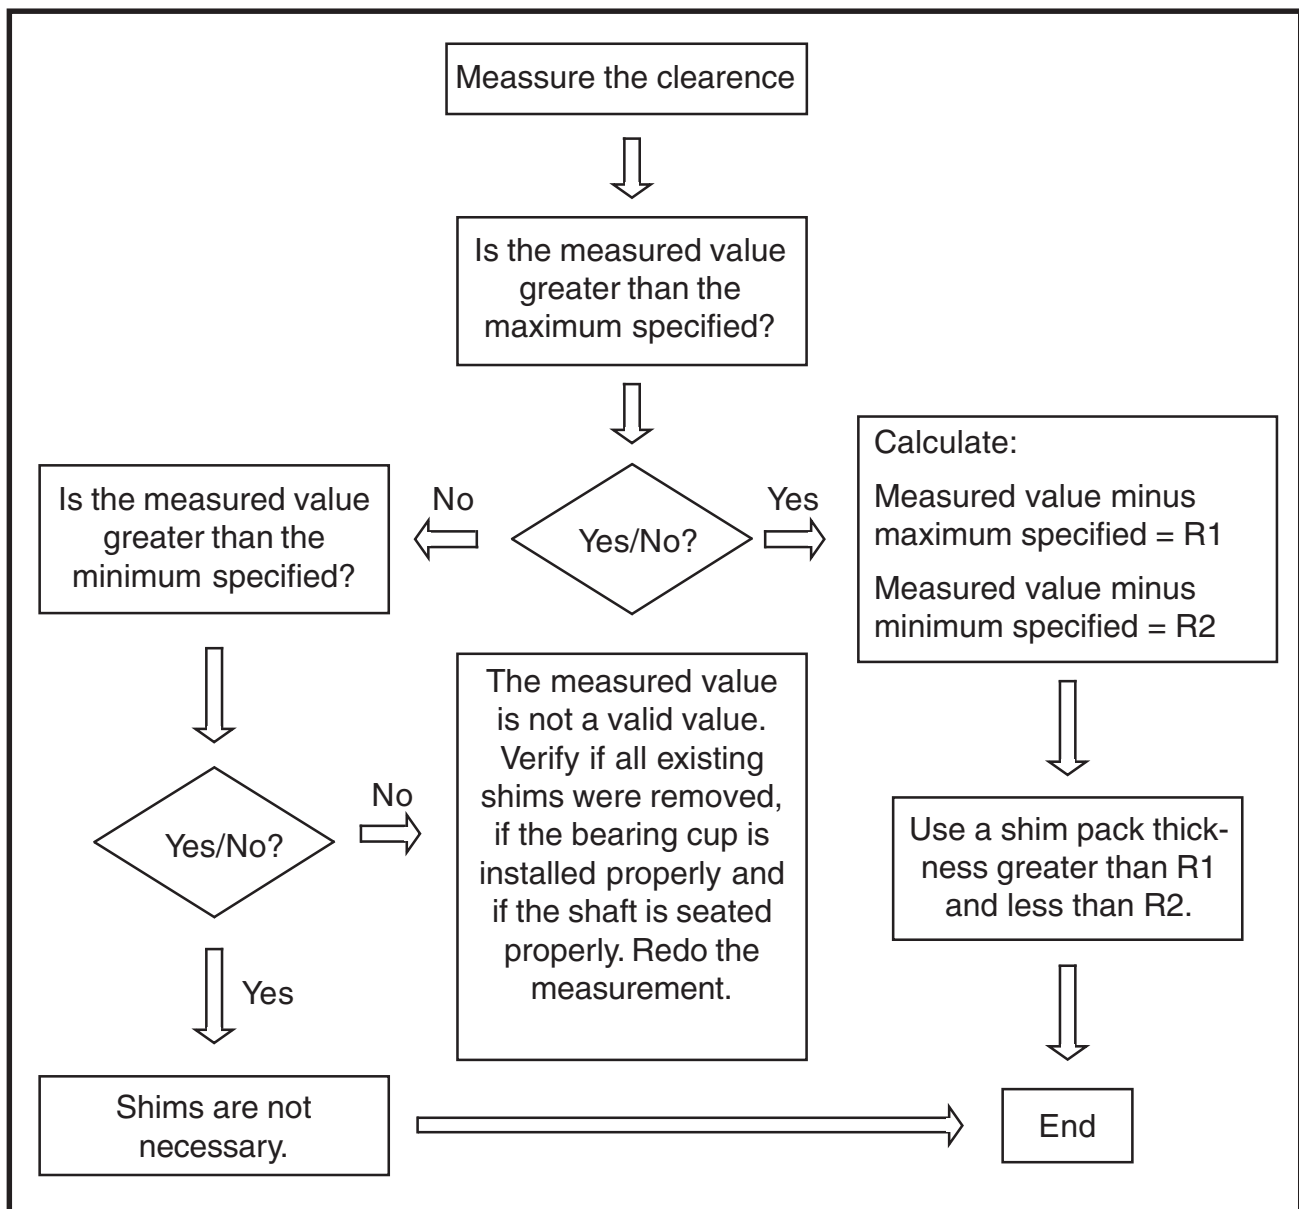 Meassure the clearence
Is the measured value
greater than the
maximum specified?
Yes/No?
No
Yes
Is the measured value
greater than the
minimum specified?
Calculate:
Measured value minus
maximum specified = R1
Measured value minus
minimum specified = R2
Yes/No?
No
Yes
The measured value
is not a valid value.
Verify if all existing
shims were removed,
if the bearing cup is
installed properly and
if the shaft is seated
properly. Redo the
measurement.
Use a shim pack thick-
ness greater than R1
and less than R2.
Shims are not
necessary.
End